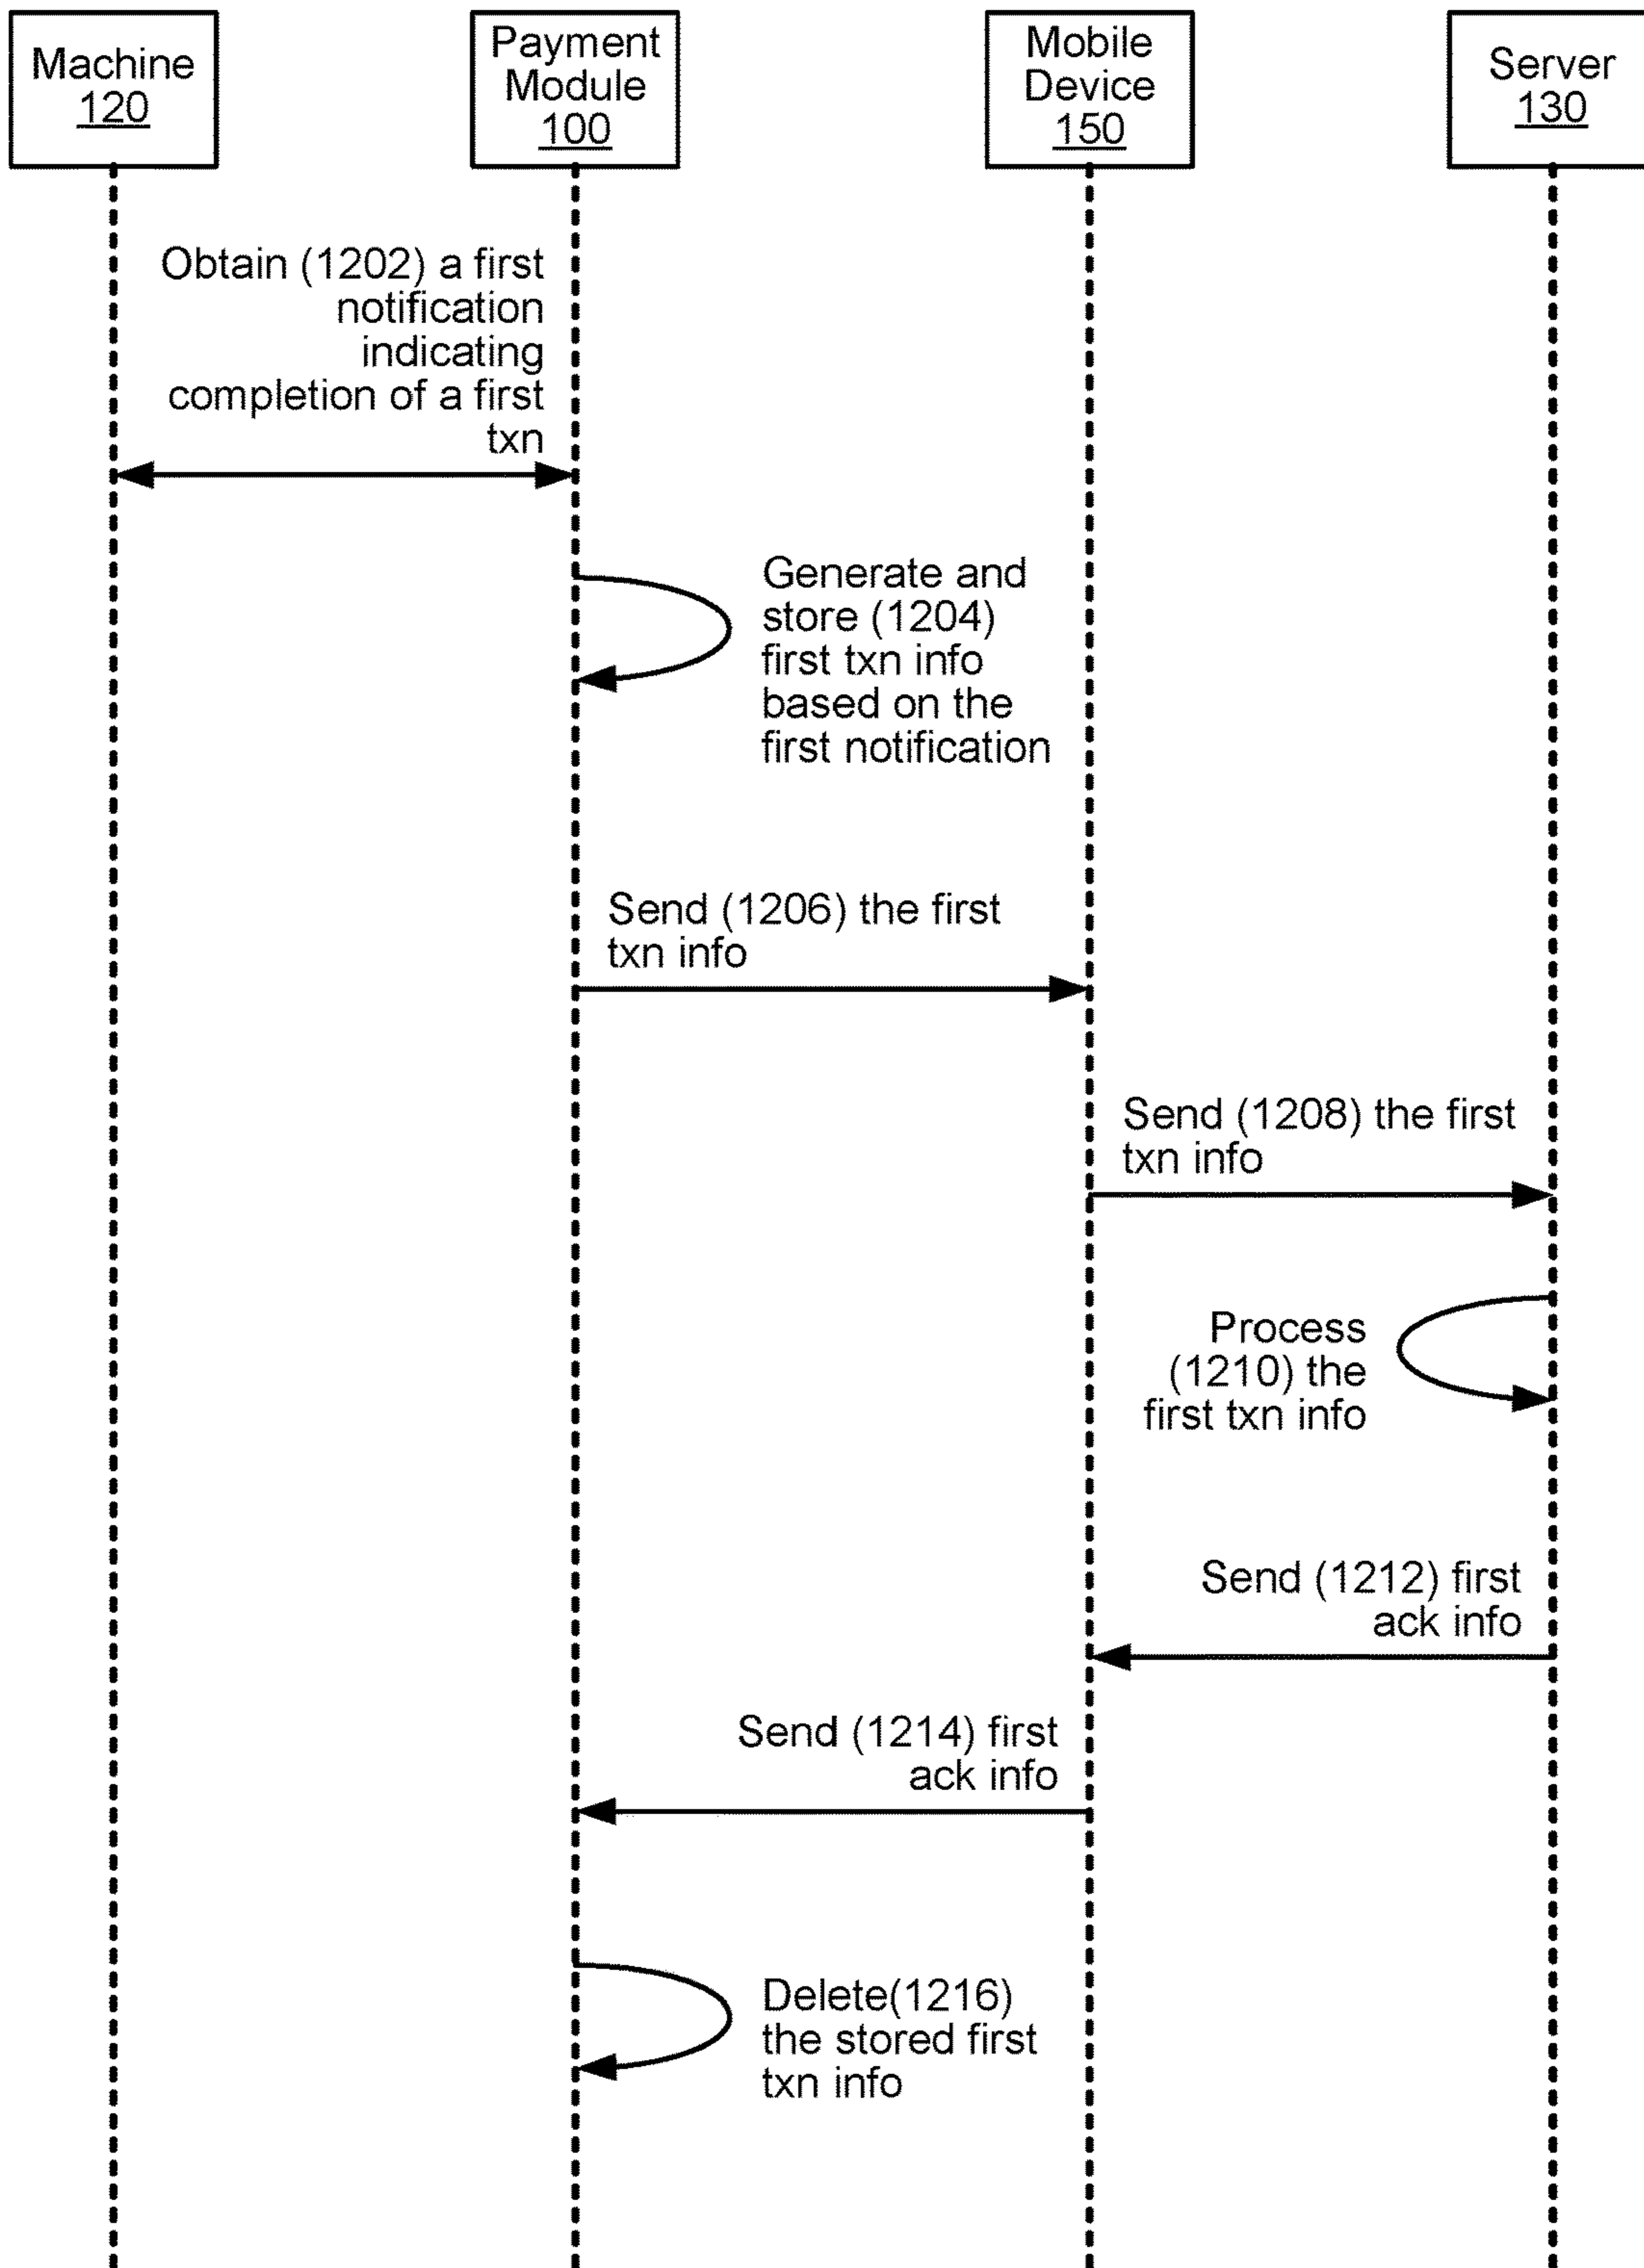 Machine
120
Payment
Module
100
Mobile
Device
150
Server
130
Obtain (1202) a first
notification
indicating
completion of a first
txn
Generate and
store (1204)
first txn info
based on the
first notification
Send (1206) the first
txn info
Send (1208) the first
txn info
Process
(1210) the
first txn info
Send (1212) first
ack info
Send (1214) first
ack info
Delete(1216)
the stored first
txn info